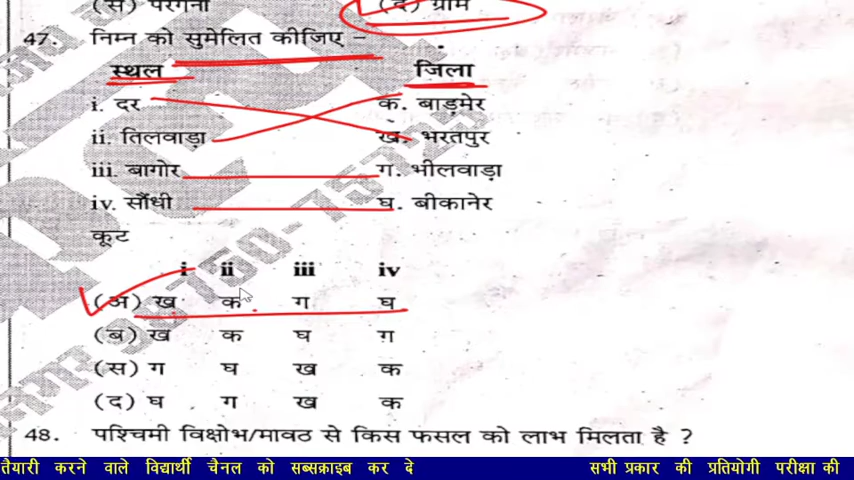 (स) परगना (द) ग्राम
47. निम्न को सुमेलित कीजिए –
स्थल जिला
i. दर क. बाड़मेर
ii. तिलवाड़ा ख. भरतपुर
iii. बागोर ग. भीलवाड़ा
iv. सौंधी घ. बीकानेर
कूट
i ii iii iv
(अ) ख क ग घ
(ब) ख क घ ग
(स) ग घ ख क
(द) घ ग ख क
48. पश्चिमी विक्षोभ/मावठ से किस फसल को लाभ मिलता है ?
तैयारी करने वाले विद्यार्थी चैनल को सब्सक्राइब कर दे सभी प्रकार की प्रतियोगी परीक्षा की